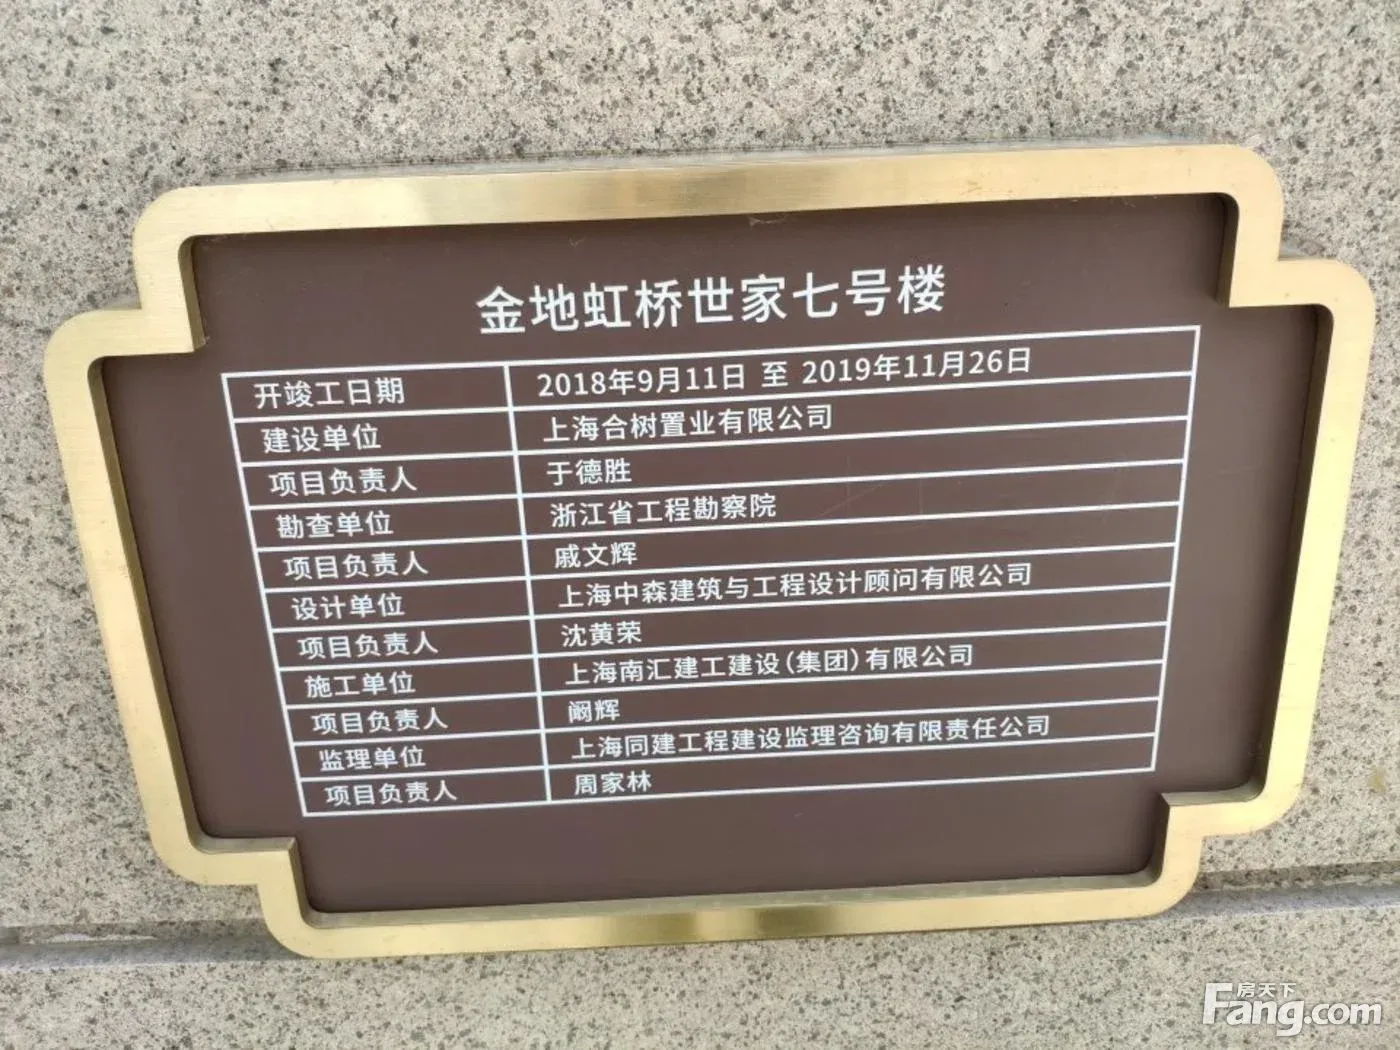 金地虹桥世家七号楼
开竣工日期 2018年9月11日 至 2019年11月26日
建设单位 上海合树置业有限公司
项目负责人 于德胜
勘查单位 浙江省工程勘察院
项目负责人 戚文辉
设计单位 上海中森建筑与工程设计顾问有限公司
项目负责人 沈黄荣
施工单位 上海南汇建工建设(集团)有限公司
项目负责人 阚辉
监理单位 上海同建工程建设监理咨询有限责任公司
项目负责人 周家林
房天下
Fang.com